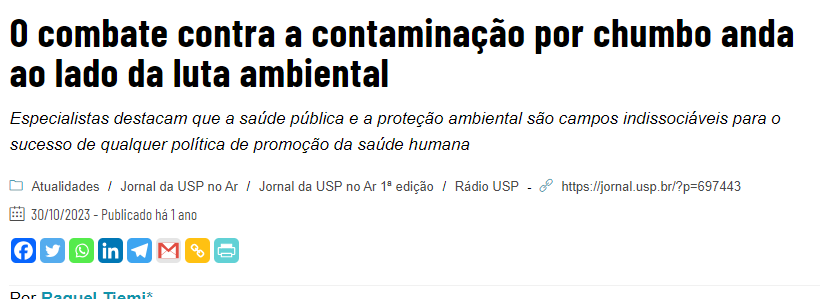 O combate contra a contaminação por chumbo anda
ao lado da luta ambiental
Especialistas destacam que a saúde pública e a proteção ambiental são campos indissociáveis para o
sucesso de qualquer política de promoção da saúde humana
Atualidades / Jornal da USP no Ar / Jornal da USP no Ar 1ª edição / Rádio USP - https://jornal.usp.br/?p=697443
30/10/2023 - Publicado há 1 ano
Por Raquel Tiemi*